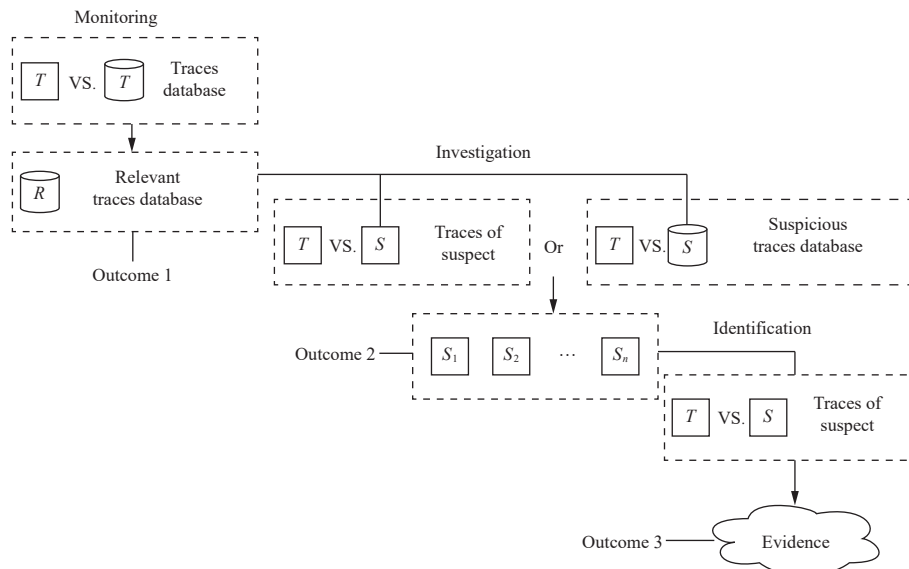 Monitoring
T VS. T Traces
database
R Relevant
traces database
Outcome 1
Investigation
T VS. S Traces of
suspect
Or
T VS. S Suspicious
traces database
Outcome 2
S1 S2 ... Sn
Identification
T VS. S Traces of
suspect
Outcome 3
Evidence